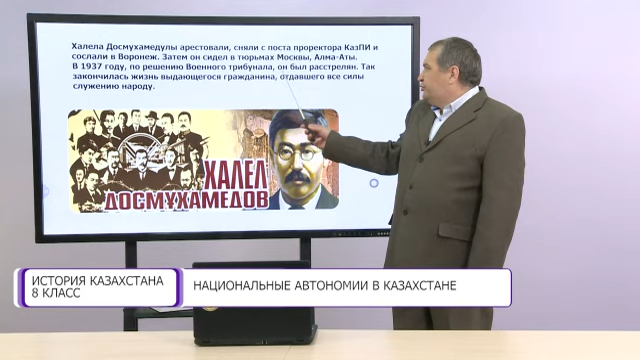 Халела Досмухамедулы арестовали, сняли с поста проректора КазПИ и
сослали в Воронеж. Затем он сидел в тюрьмах Москвы, Алма-Аты.
В 1937 году, по решению Военного трибунала, он был расстрелян. Так
закончилась жизнь выдающегося гражданина, отдавшего все силы
служению народу.
ХАЛЕЛ
ДОСМҰХАМЕДОВ
ИСТОРИЯ КАЗАХСТАНА
8 КЛАСС
НАЦИОНАЛЬНЫЕ АВТОНОМИИ В КАЗАХСТАНЕ